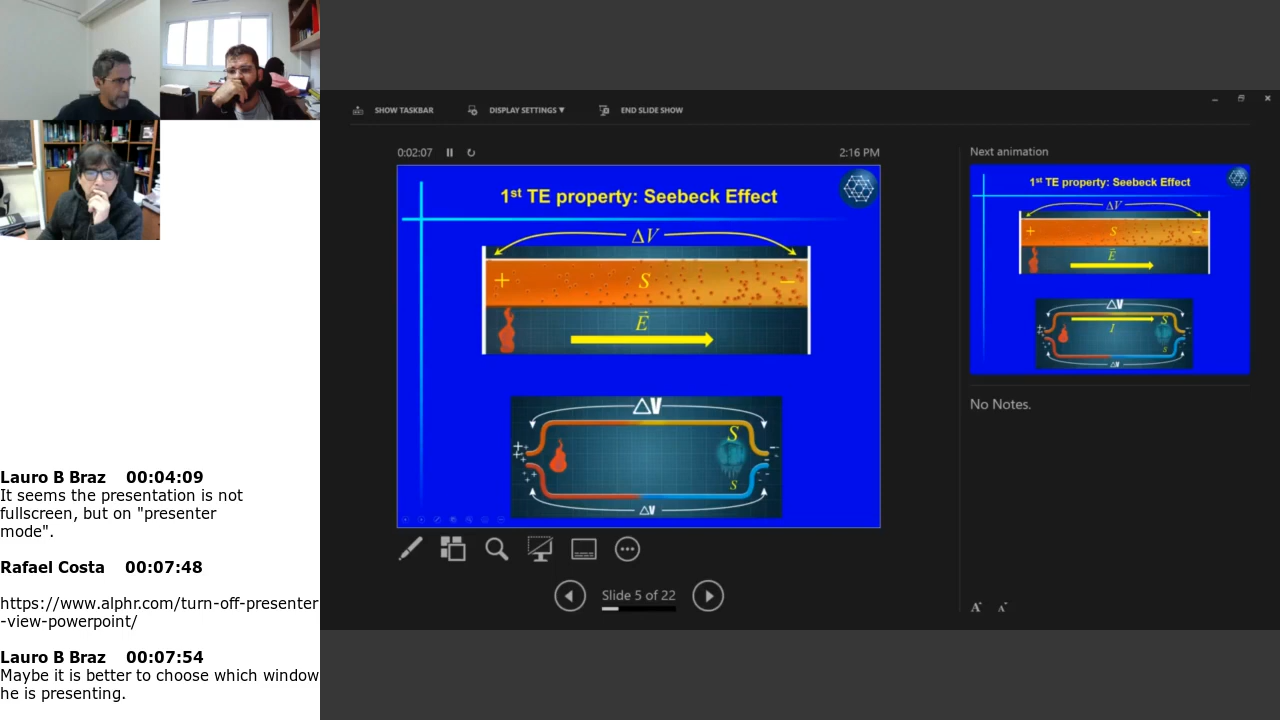 Lauro B Braz 00:04:09
It seems the presentation is not
fullscreen, but on "presenter
mode".
Rafael Costa 00:07:48
https://www.alphr.com/turn-off-presenter
-view-powerpoint/
Lauro B Braz 00:07:54
Maybe it is better to choose which window
he is presenting.
SHOW TASKBAR DISPLAY SETTINGS ▼ END SLIDE SHOW
0:02:07 2:16 PM
1st TE property: Seebeck Effect
ΔV
+ S −
E
ΔV
S
S
ΔV
Slide 5 of 22
Next animation
1st TE property: Seebeck Effect
ΔV
+ S −
E
ΔV
S
I
S
ΔV
No Notes.
A A